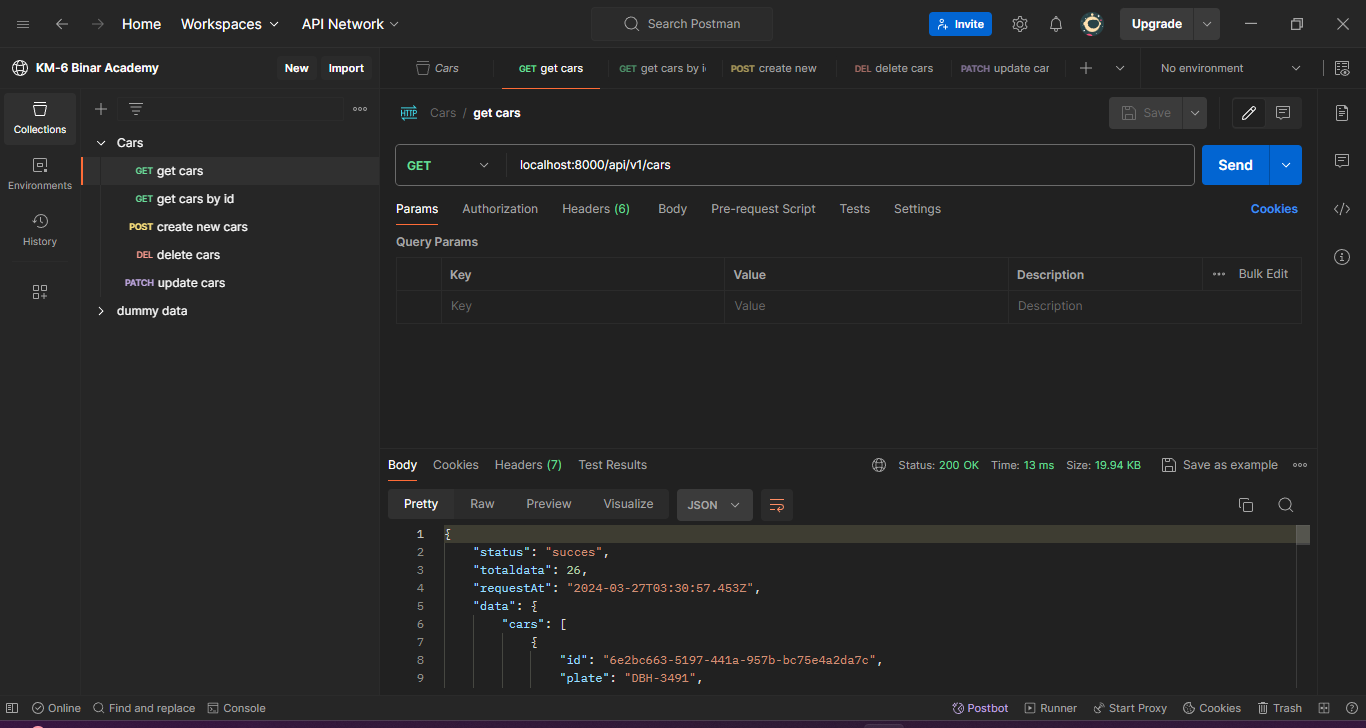 Home Workspaces API Network Search Postman Invite Upgrade
KM-6 Binar Academy New Import Cars GET get cars GET get cars by i POST create new DEL delete cars PATCH update car No environment
Collections
Environments
History
Cars
GET get cars
GET get cars by id
POST create new cars
DEL delete cars
PATCH update cars
dummy data
HTTP Cars / get cars Save
GET localhost:8000/api/v1/cars Send
Params Authorization Headers (6) Body Pre-request Script Tests Settings Cookies
Query Params
Key Value Description Bulk Edit
Key Value Description
Body Cookies Headers (7) Test Results Status: 200 OK Time: 13 ms Size: 19.94 KB Save as example
Pretty Raw Preview Visualize JSON
1 {
2 "status": "succes",
3 "totaldata": 26,
4 "requestAt": "2024-03-27T03:30:57.453Z",
5 "data": {
6 "cars": [
7 {
8 "id": "6e2bc663-5197-441a-957b-bc75e4a2da7c",
9 "plate": "DBH-3491",
Online Find and replace Console Postbot Runner Start Proxy Cookies Trash